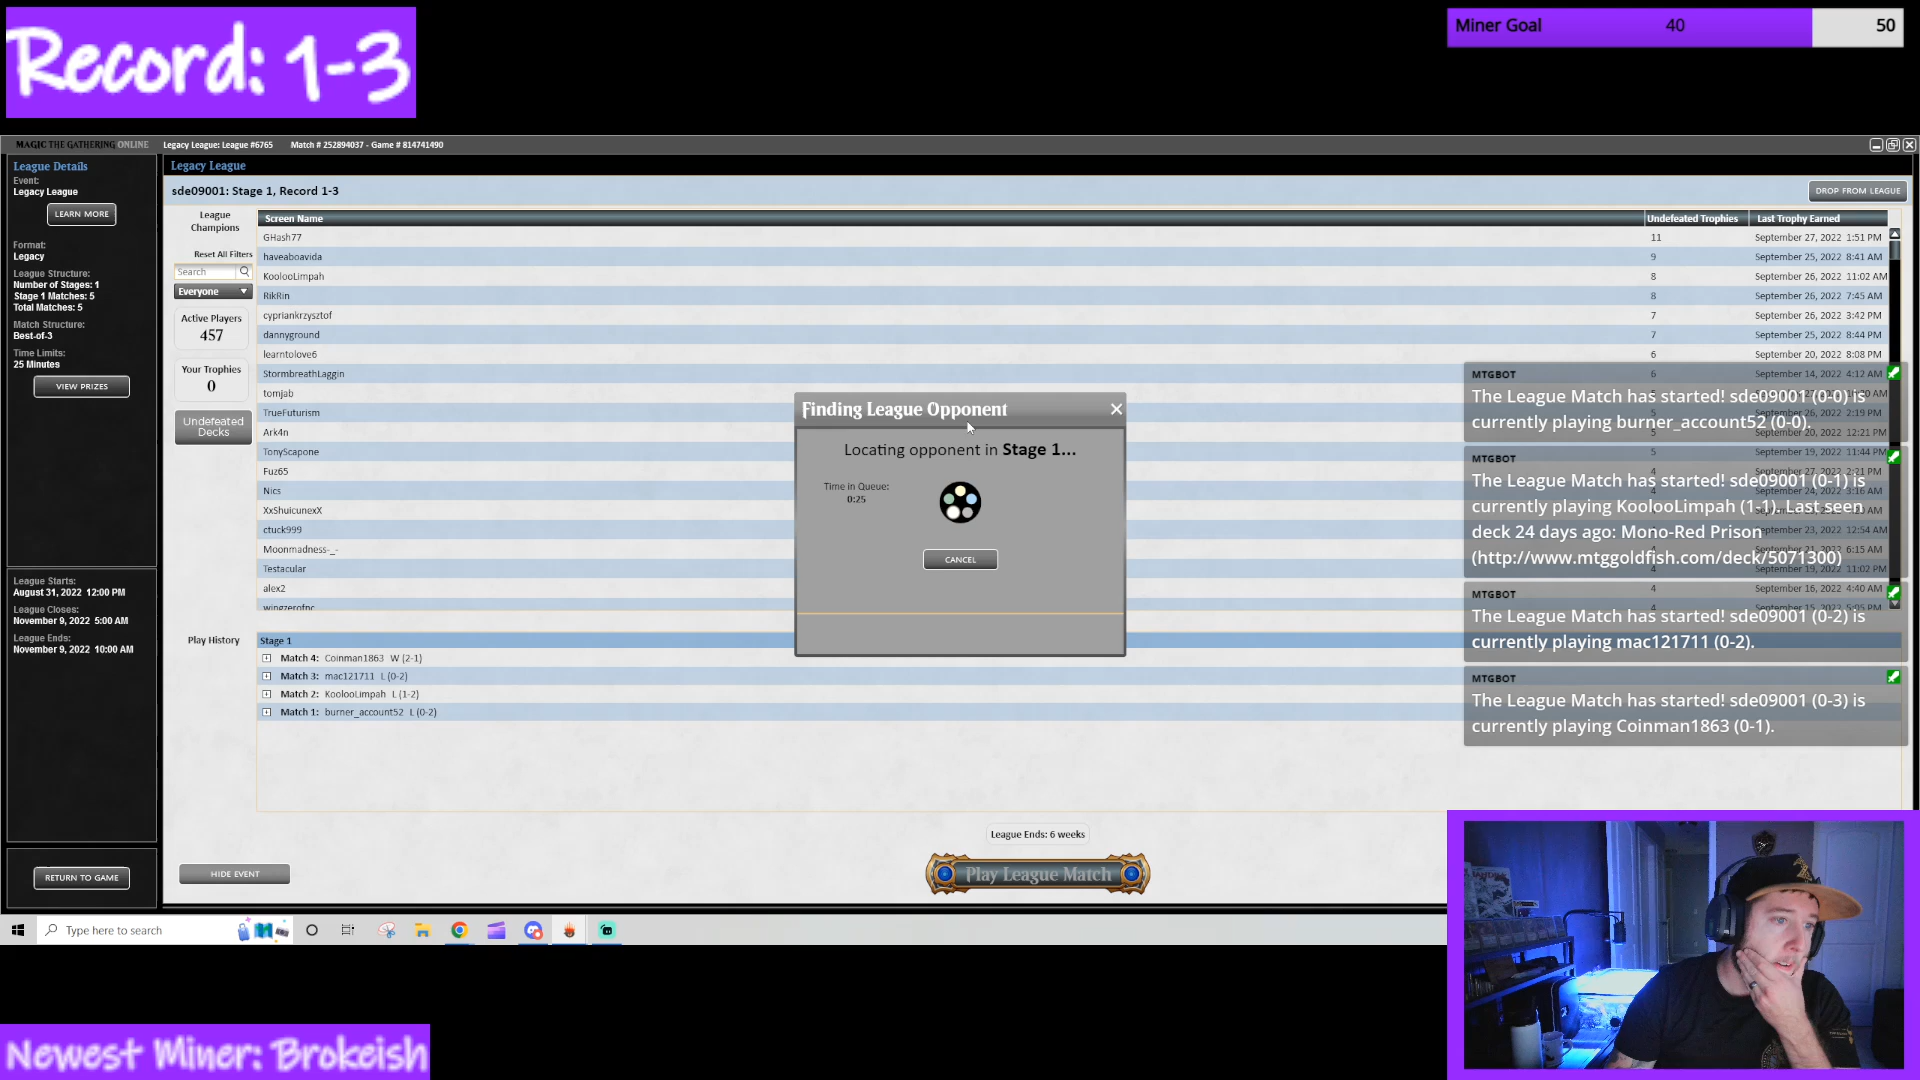 Record: 1-3
Miner Goal 40 50
MAGIC THE GATHERING ONLINE Legacy League: League #6765 Match # 252894037 - Game # 814741490
League Details
Event:
Legacy League
LEARN MORE
Format:
Legacy
League Structure:
Number of Stages: 1
Stage 1 Matches: 5
Total Matches: 5
Match Structure:
Best-of-3
Time Limits:
25 Minutes
VIEW PRIZES
League Starts:
August 31, 2022 12:00 PM
League Closes:
November 9, 2022 5:00 AM
League Ends:
November 9, 2022 10:00 AM
RETURN TO GAME
Legacy League
sde09001: Stage 1, Record 1-3
DROP FROM LEAGUE
League
Champions
Reset All Filters
Search
Everyone
Active Players
457
Your Trophies
0
Undefeated
Decks
Screen Name Undefeated Trophies Last Trophy Earned
GHash77 11 September 27, 2022 1:51 PM
haveaboavida 9 September 25, 2022 8:41 AM
KoolooLimpah 8 September 26, 2022 11:02 AM
RikRin 8 September 26, 2022 7:45 AM
cypriankrzysztof 7 September 26, 2022 3:42 PM
dannyground 7 September 25, 2022 8:44 PM
learntolove6 6 September 20, 2022 8:08 PM
StormbreathLaggin 6 September 14, 2022 4:12 AM
tomjab
TrueFuturism
Ark4n
TonyScapone
Fuz65
Nics
XxShuicunexX
ctuck999
Moonmadness-_-
Testacular
alex2 4 September 16, 2022 4:40 AM
wingzerofnc
Finding League Opponent
Locating opponent in Stage 1...
Time in Queue:
0:25
CANCEL
MTGBOT
The League Match has started! sde09001 (0-0) is
currently playing burner_account52 (0-0).
MTGBOT
The League Match has started! sde09001 (0-1) is
currently playing KoolooLimpah (1-1). Last seen
deck 24 days ago: Mono-Red Prison
(http://www.mtggoldfish.com/deck/5071300)
MTGBOT
The League Match has started! sde09001 (0-2) is
currently playing mac121711 (0-2).
MTGBOT
The League Match has started! sde09001 (0-3) is
currently playing Coinman1863 (0-1).
Play History
Stage 1
Match 4: Coinman1863 W (2-1)
Match 3: mac121711 L (0-2)
Match 2: KoolooLimpah L (1-2)
Match 1: burner_account52 L (0-2)
League Ends: 6 weeks
HIDE EVENT
Play League Match
Type here to search
Newest Miner: Brokeish